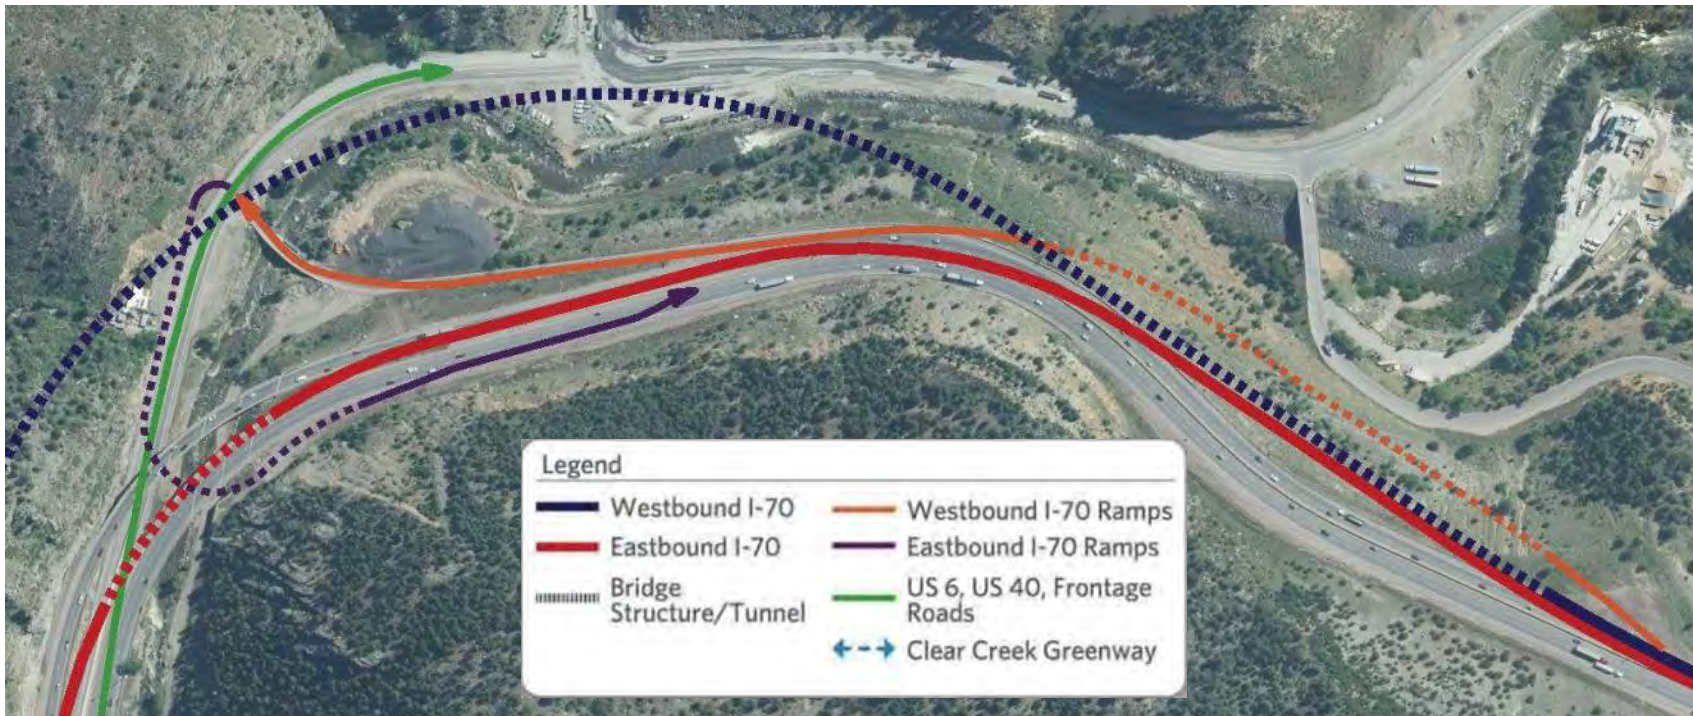 Legend
Westbound I-70
Westbound I-70 Ramps
Eastbound I-70
Eastbound I-70 Ramps
Bridge
Structure/Tunnel
US 6, US 40, Frontage
Roads
Clear Creek Greenway